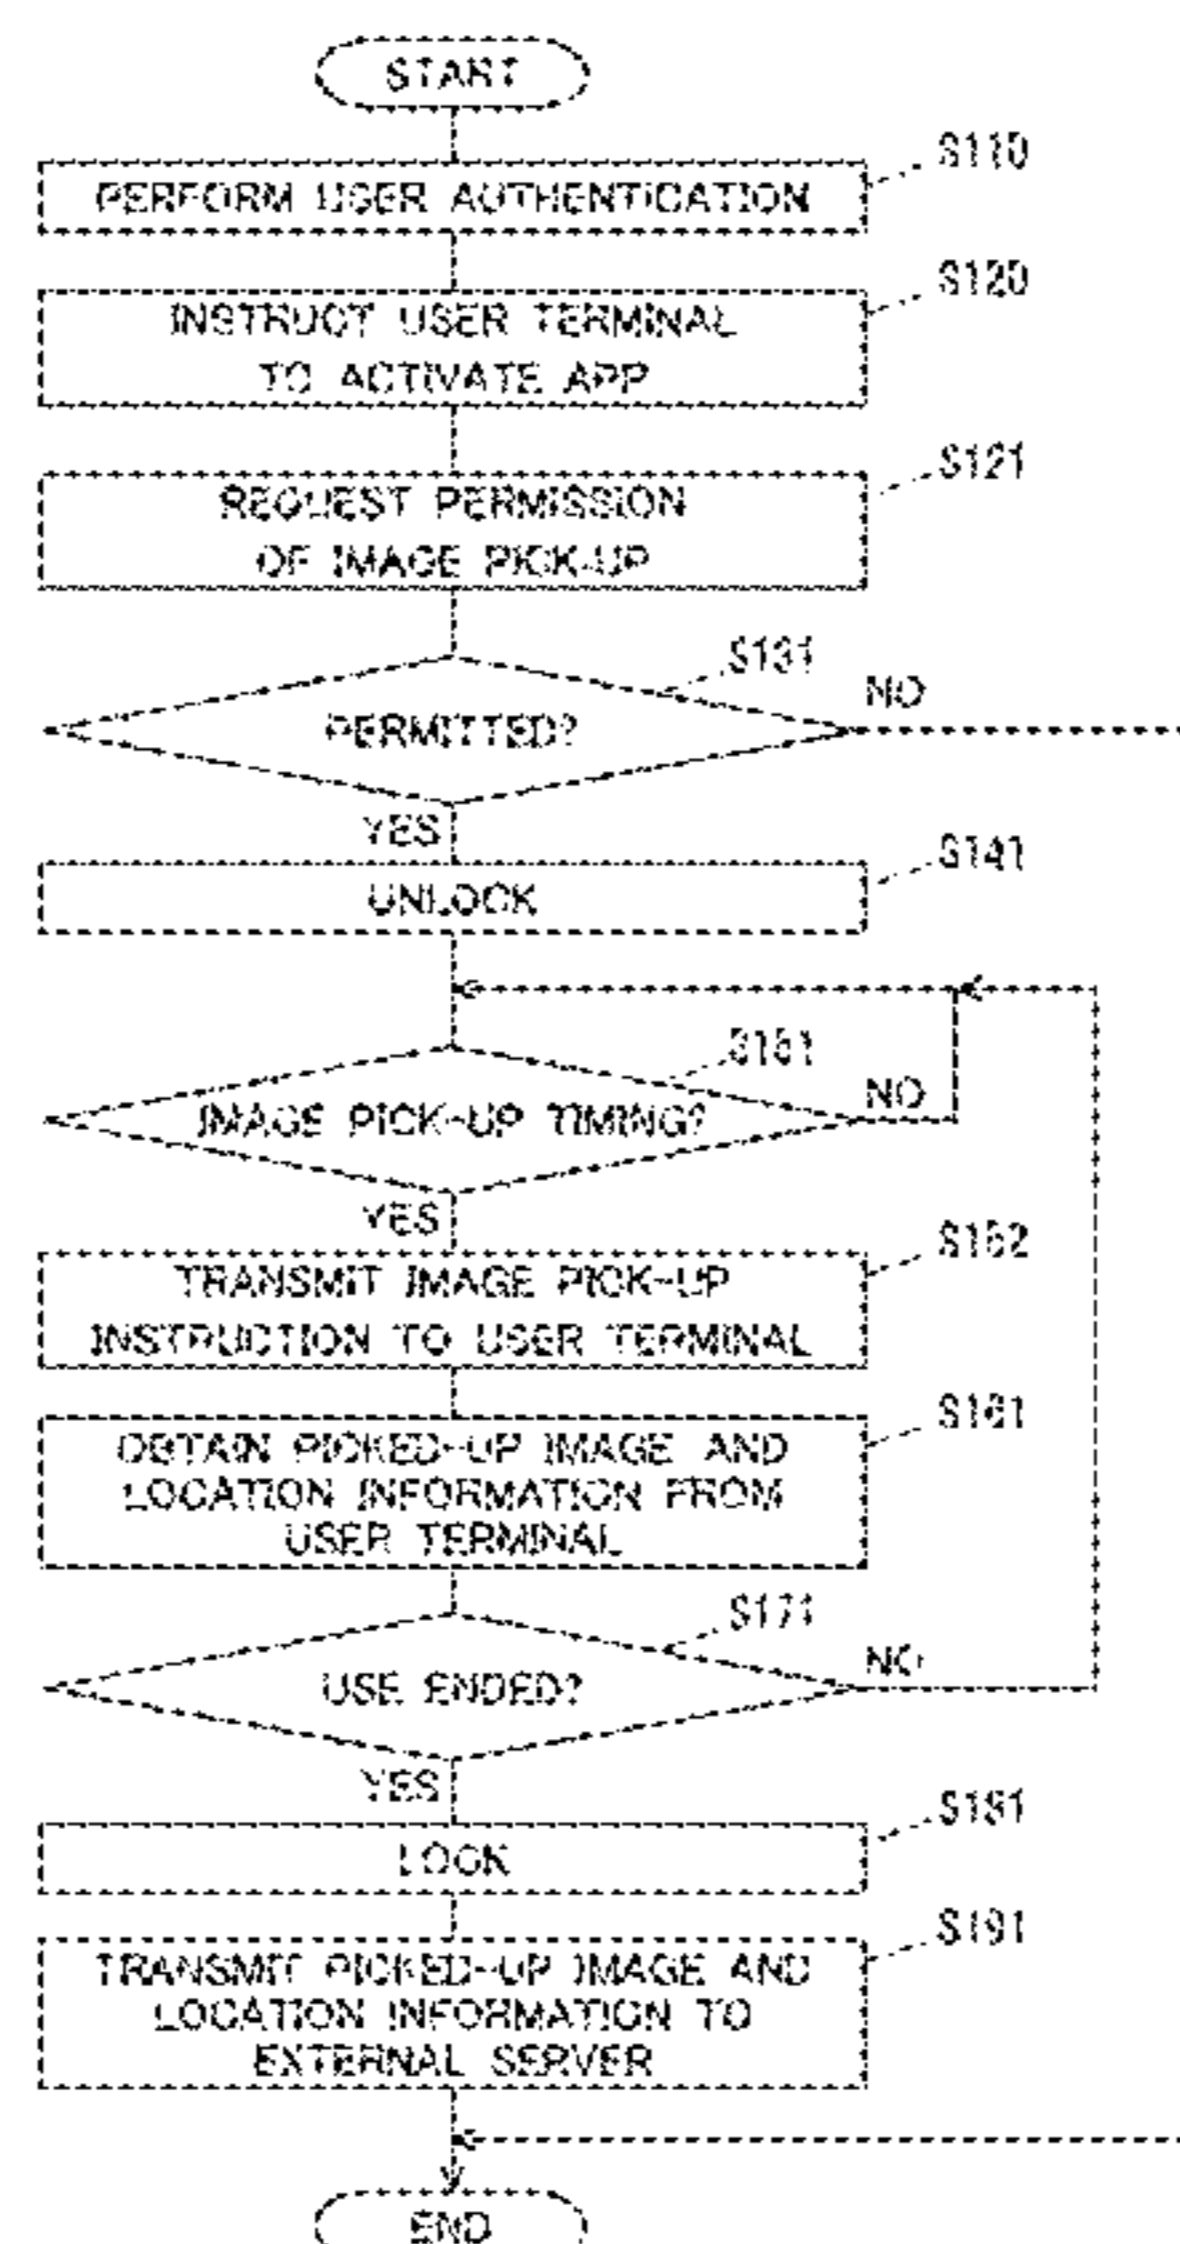 START
S110
PERFORM USER AUTHENTICATION
S120
INSTRUCT USER TERMINAL
TO ACTIVATE APP
S121
REQUEST PERMISSION
OF IMAGE PICK-UP
S131
NO
PERMITTED?
YES
S141
UNLOCK
S151
NO
IMAGE PICK-UP TIMING?
YES
S152
TRANSMIT IMAGE PICK-UP
INSTRUCTION TO USER TERMINAL
S161
OBTAIN PICKED-UP IMAGE AND
LOCATION INFORMATION FROM
USER TERMINAL
S171
NO
USE ENDED?
YES
S181
LOCK
S191
TRANSMIT PICKED-UP IMAGE AND
LOCATION INFORMATION TO
EXTERNAL SERVER
END